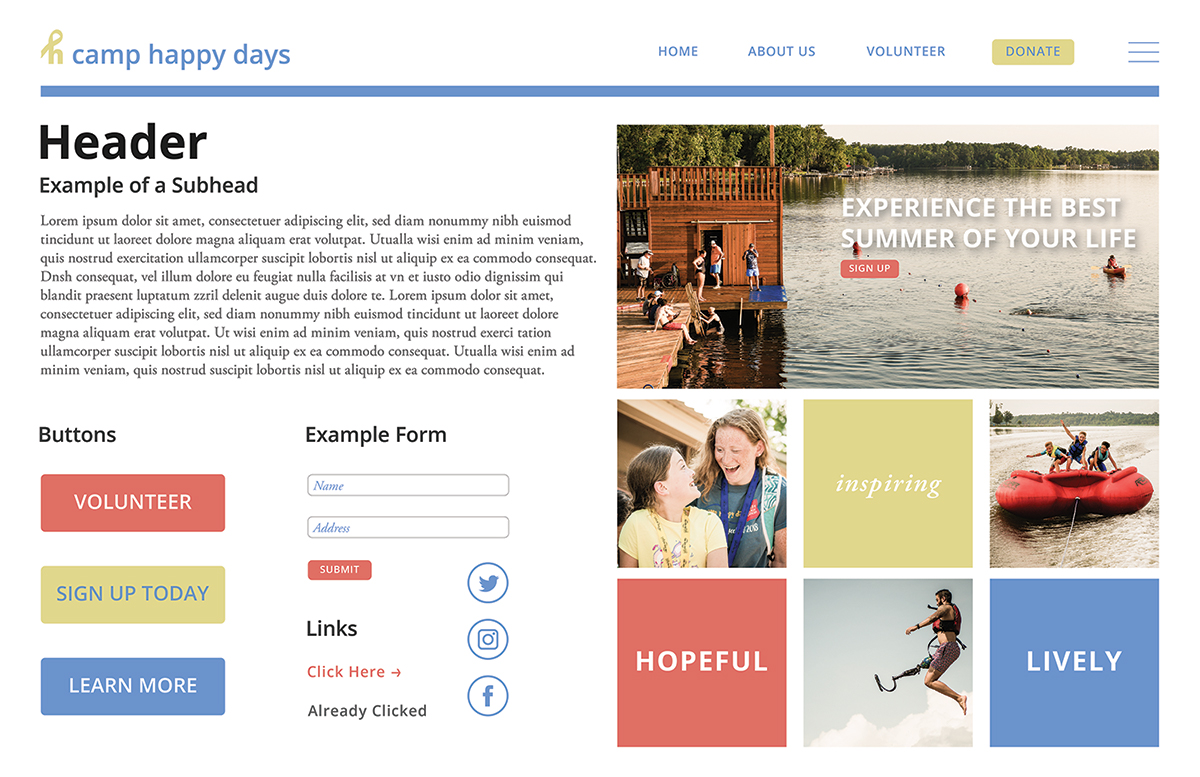 camp happy days
HOME
ABOUT US
VOLUNTEER
DONATE
Header
Example of a Subhead
Lorem ipsum dolor sit amet, consectetuer adipiscing elit, sed diam nonummy nibh euismod
tincidunt ut laoreet dolore magna aliquam erat volutpat. Utualla wisi enim ad minim veniam,
quis nostrud exercitation ullamcorper suscipit lobortis nisl ut aliquip ex ea commodo consequat.
Dnsh consequat, vel illum dolore eu feugiat nulla facilisis at vn et iusto odio dignissim qui
blandit praesent luptatum zzril delenit augue duis dolore te. Lorem ipsum dolor sit amet,
consectetuer adipiscing elit, sed diam nonummy nibh euismod tincidunt ut laoreet dolore
magna aliquam erat volutpat. Ut wisi enim ad minim veniam, quis nostrud exerci tation
ullamcorper suscipit lobortis nisl ut aliquip ex ea commodo consequat. Utualla wisi enim ad
minim veniam, quis nostrud suscipit lobortis nisl ut aliquip ex ea commodo consequat.
EXPERIENCE THE BEST
SUMMER OF YOUR LIFE
SIGN UP
Buttons
VOLUNTEER
SIGN UP TODAY
LEARN MORE
Example Form
Name
Address
SUBMIT
Links
Click Here →
Already Clicked
inspiring
HOPEFUL
LIVELY